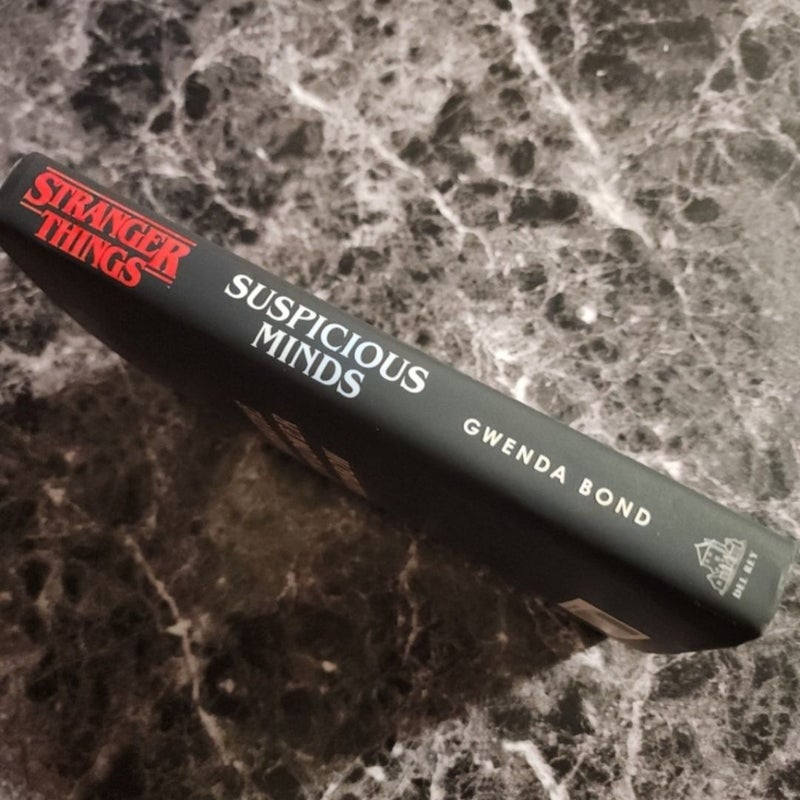 STRANGER
THINGS
SUSPICIOUS
MINDS
GWENDA BOND
DEL REY